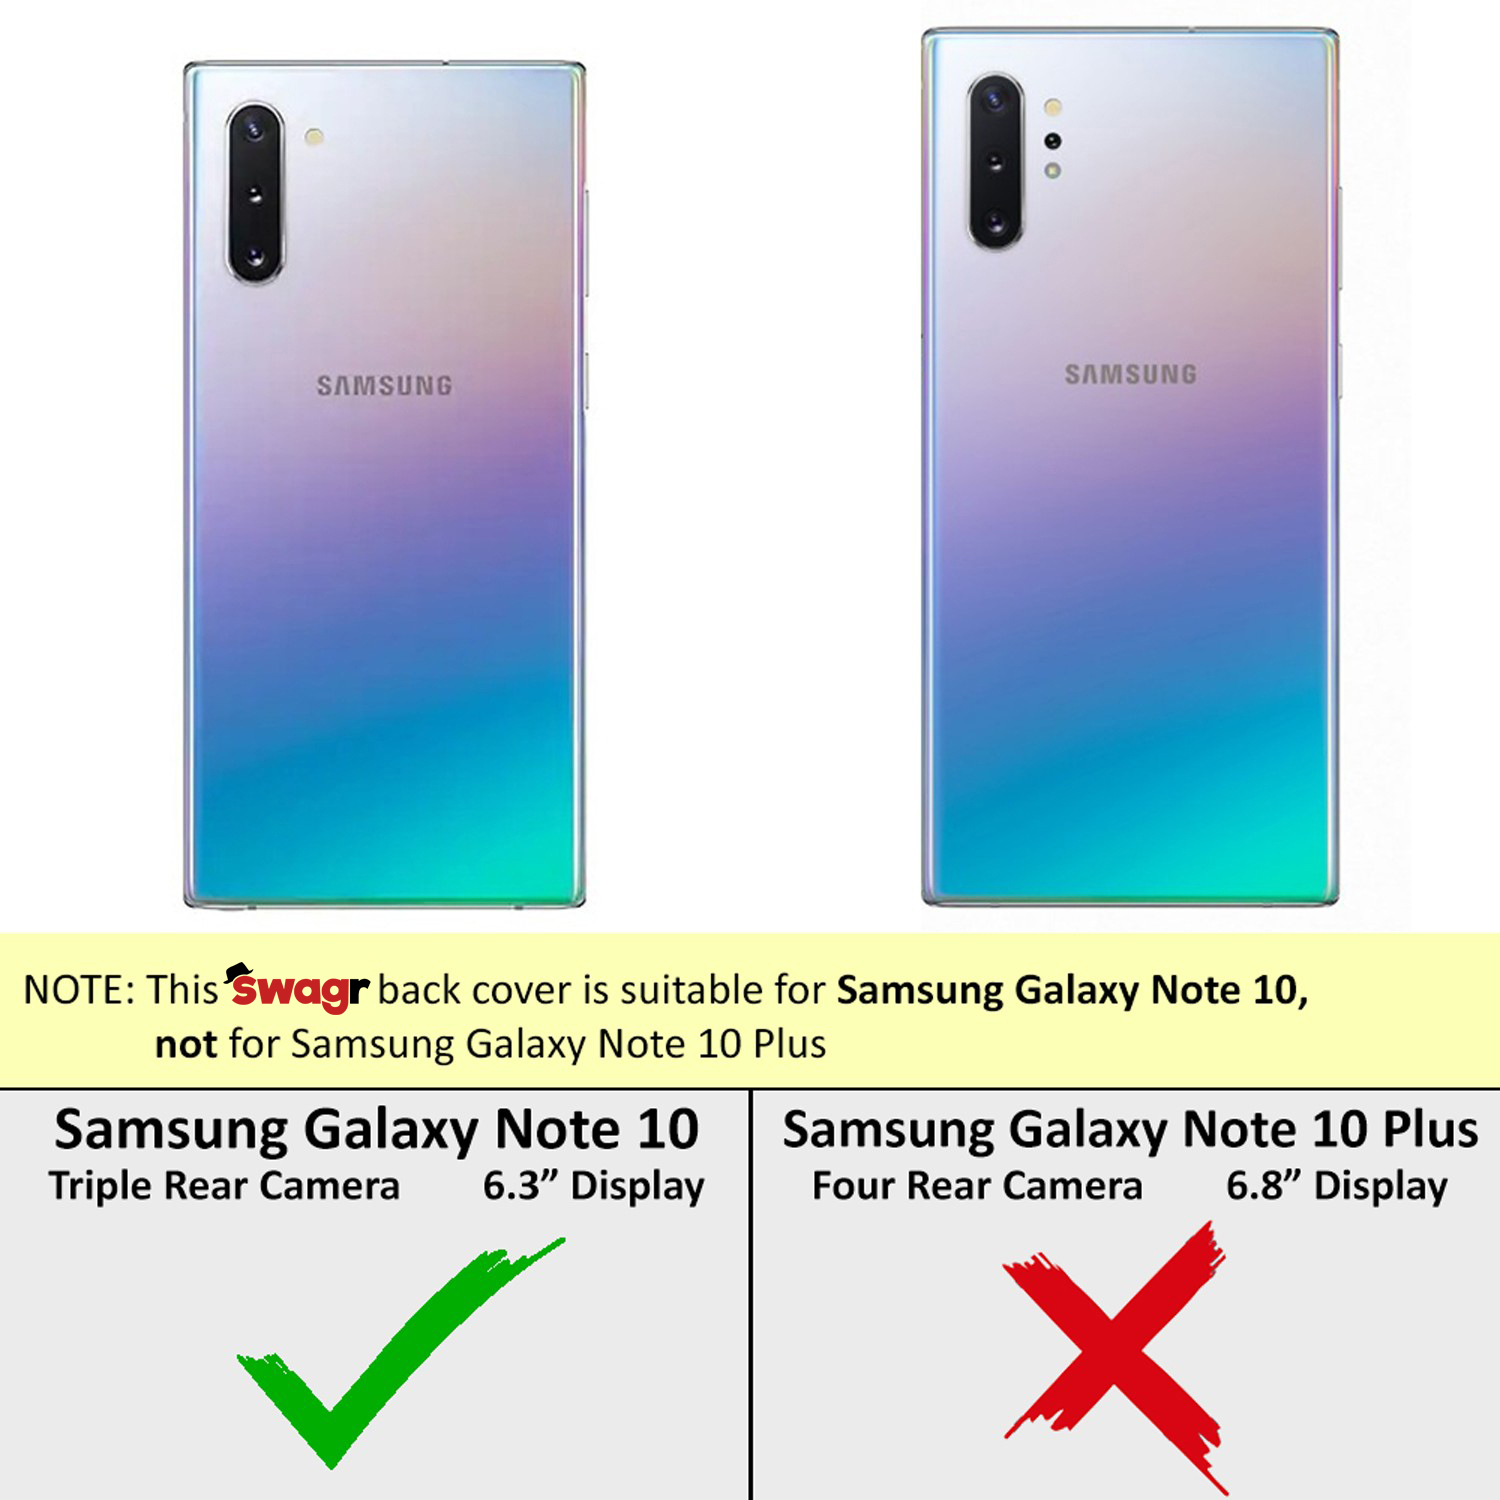 SAMSUNG
SAMSUNG
NOTE: This swagr back cover is suitable for Samsung Galaxy Note 10,
not for Samsung Galaxy Note 10 Plus
Samsung Galaxy Note 10
Triple Rear Camera 6.3” Display
Samsung Galaxy Note 10 Plus
Four Rear Camera 6.8” Display